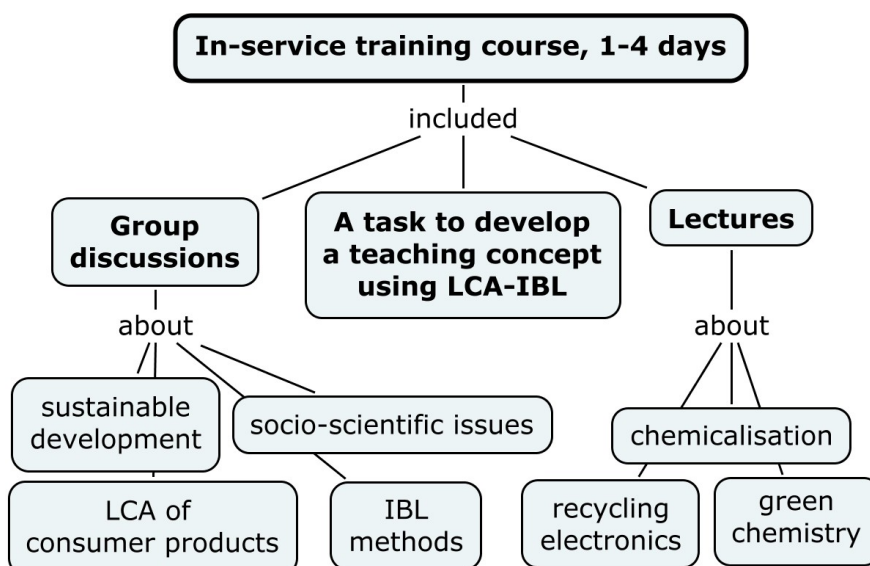 In-service training course, 1-4 days
included
Group
discussions
A task to develop
a teaching concept
using LCA-IBL
Lectures
about
about
sustainable
development
socio-scientific issues
chemicalisation
LCA of
consumer products
IBL
methods
recycling
electronics
green
chemistry